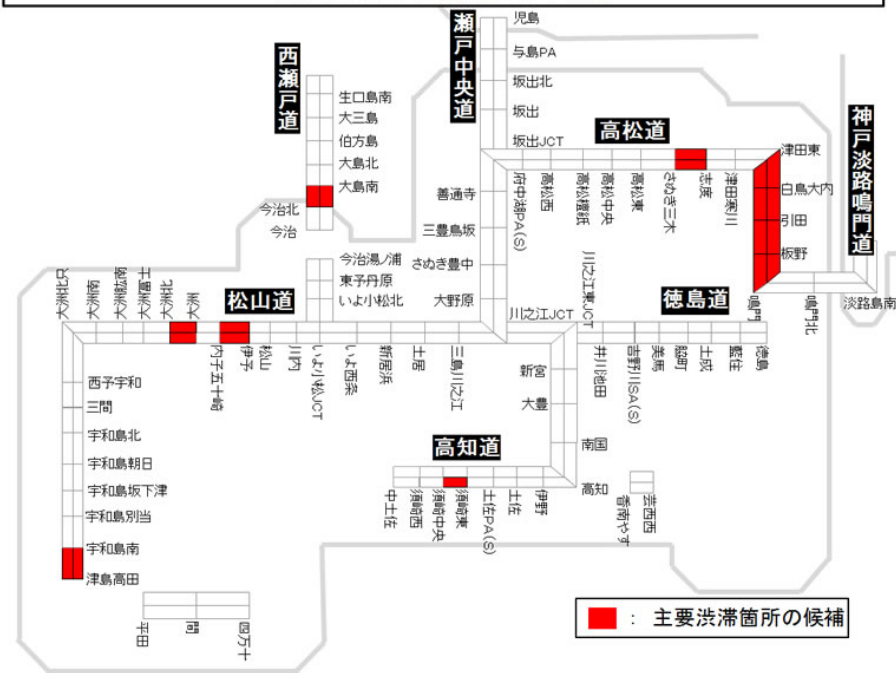 瀬戸中央道
児島
与島PA
坂出北
坂出
坂出JCT
西瀬戸道
生口島南
大三島
伯方島
大島北
大島南
今治北
今治
高松道
府中湖PA(S)
高松西
高松檀紙
高松中央
高松東
さぬき三木
志度
津田寒川
津田東
白鳥大内
引田
板野
鳴門
神戸淡路鳴門道
鳴門北
淡路島南
善通寺
三豊鳥坂
さぬき豊中
大野原
川之江JCT
川之江東JCT
今治湯ノ浦
東予丹原
いよ小松北
松山道
大洲北只
大洲南
大洲松南
大洲富士
大洲北
大洲
内子五十崎
伊予
松山
川内
いよ小松JCT
いよ西条
新居浜
土居
三島川之江
徳島道
井川池田
吉野川SA(S)
美馬
脇町
土成
藍住
徳島
新宮
大豊
南国
高知
高知道
中土佐
須崎西
須崎中央
須崎東
土佐PA(S)
土佐
伊野
香南やす
芸西西
西予宇和
三間
宇和島北
宇和島朝日
宇和島坂下津
宇和島別当
宇和島南
津島高田
平田
間
四万十
: 主要渋滞箇所の候補